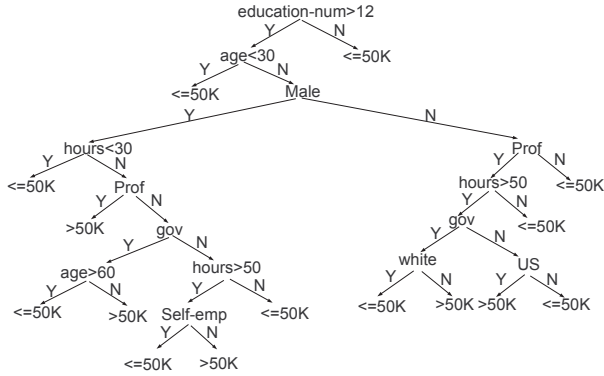 education-num>12
Y N
age<30 <=50K
Y N
<=50K Male
Y N
hours<30 Prof
Y N Y N
<=50K Prof hours>50 <=50K
Y N Y N
>50K gov gov <=50K
Y N Y N
age>60 hours>50 white US
Y N Y N Y N Y N
<=50K >50K Self-emp <=50K <=50K >50K >50K <=50K
Y N
<=50K >50K